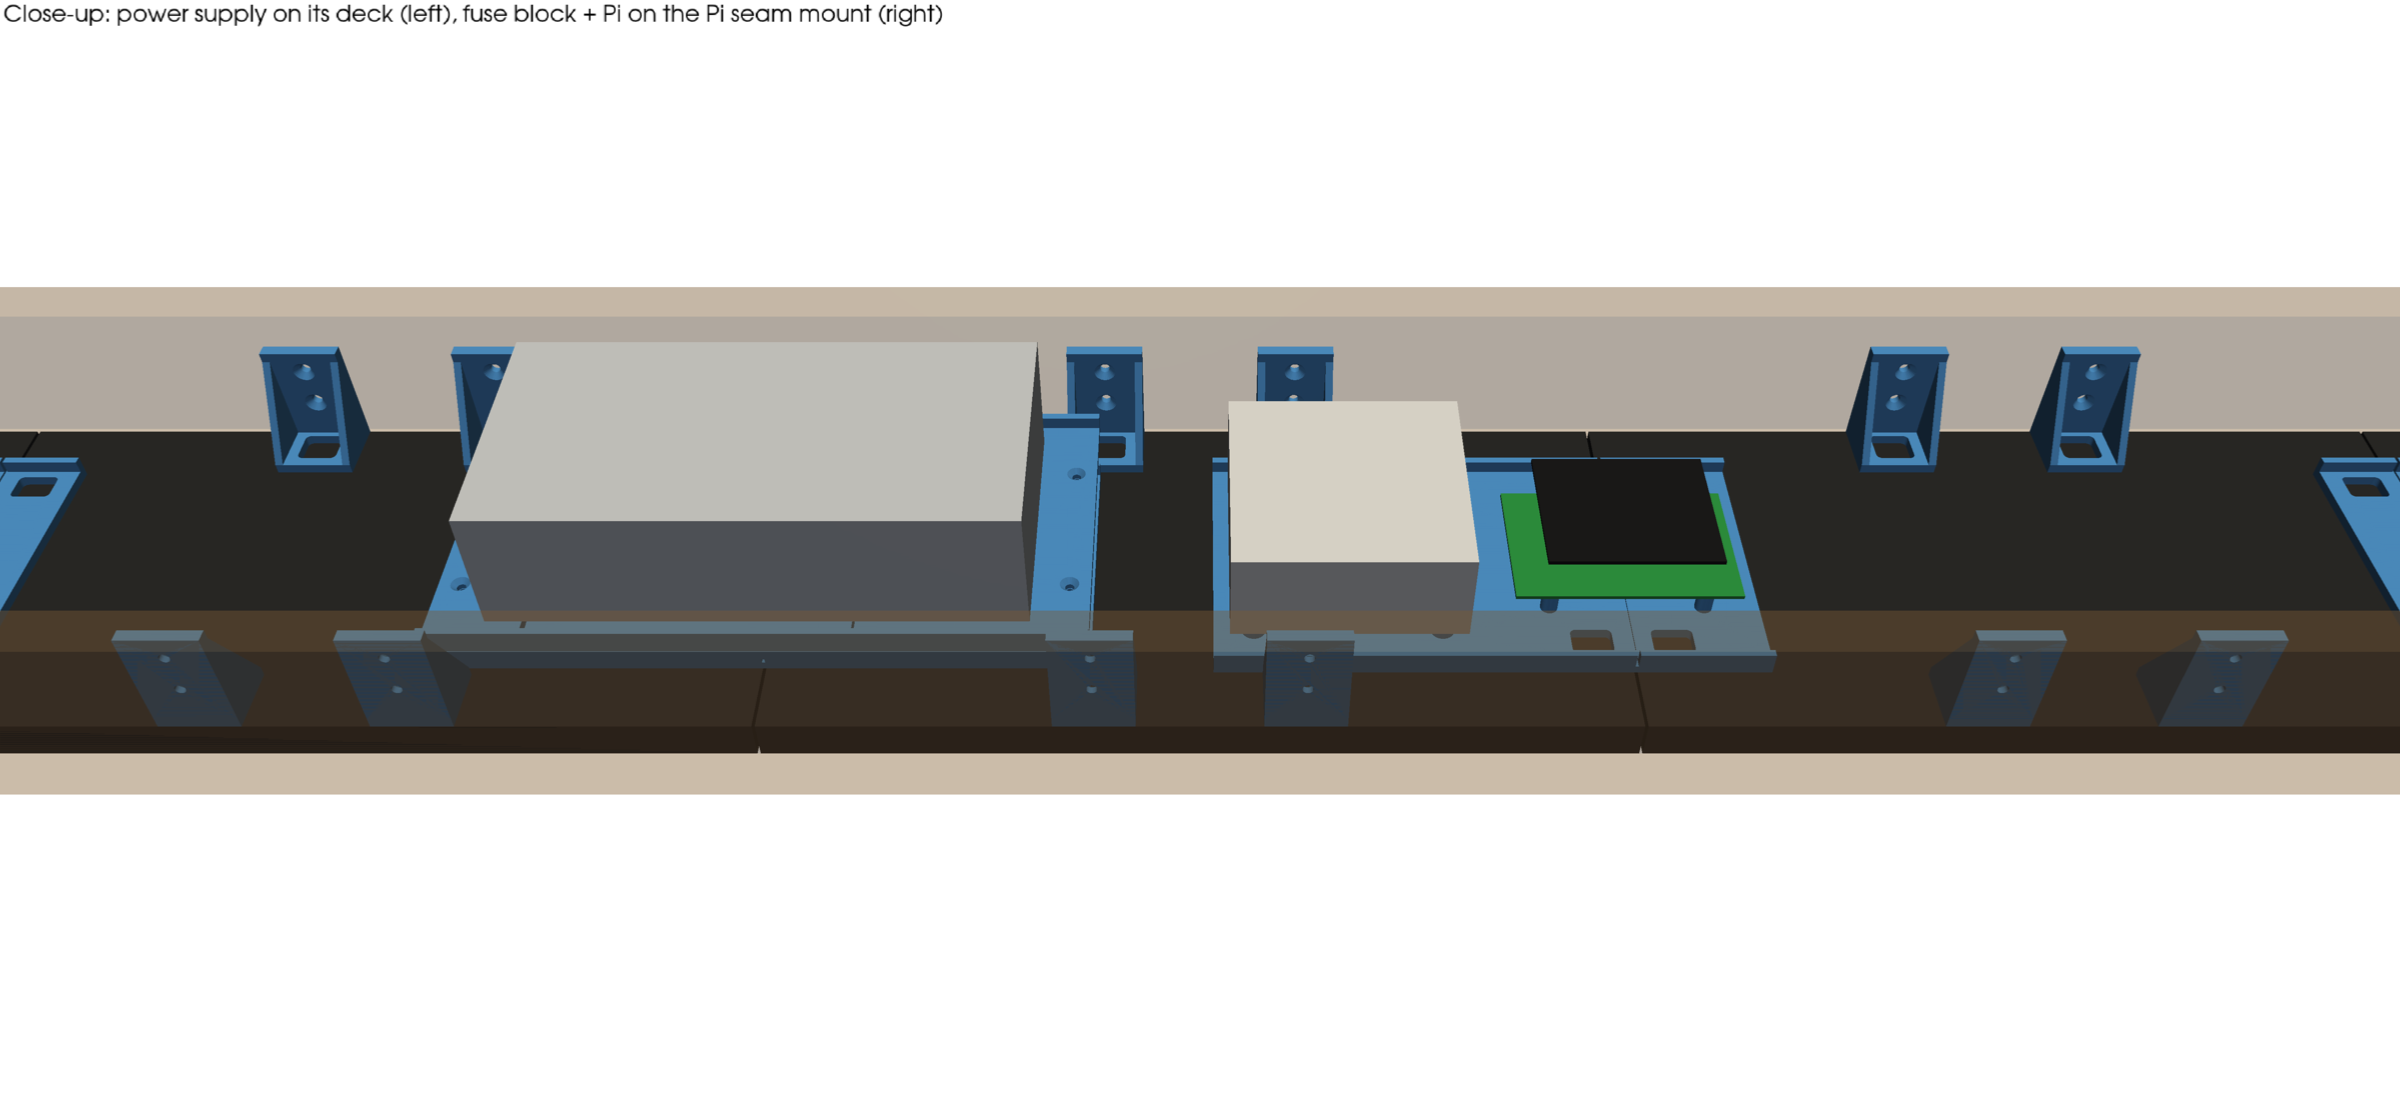 Close-up: power supply on its deck (left), fuse block + Pi on the Pi seam mount (right)